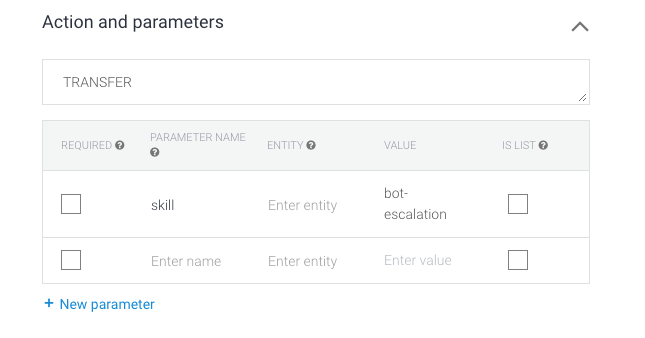 Action and parameters
TRANSFER
REQUIRED ? PARAMETER NAME ? ENTITY ? VALUE IS LIST ?
skill Enter entity bot-
escalation
Enter name Enter entity Enter value
+ New parameter